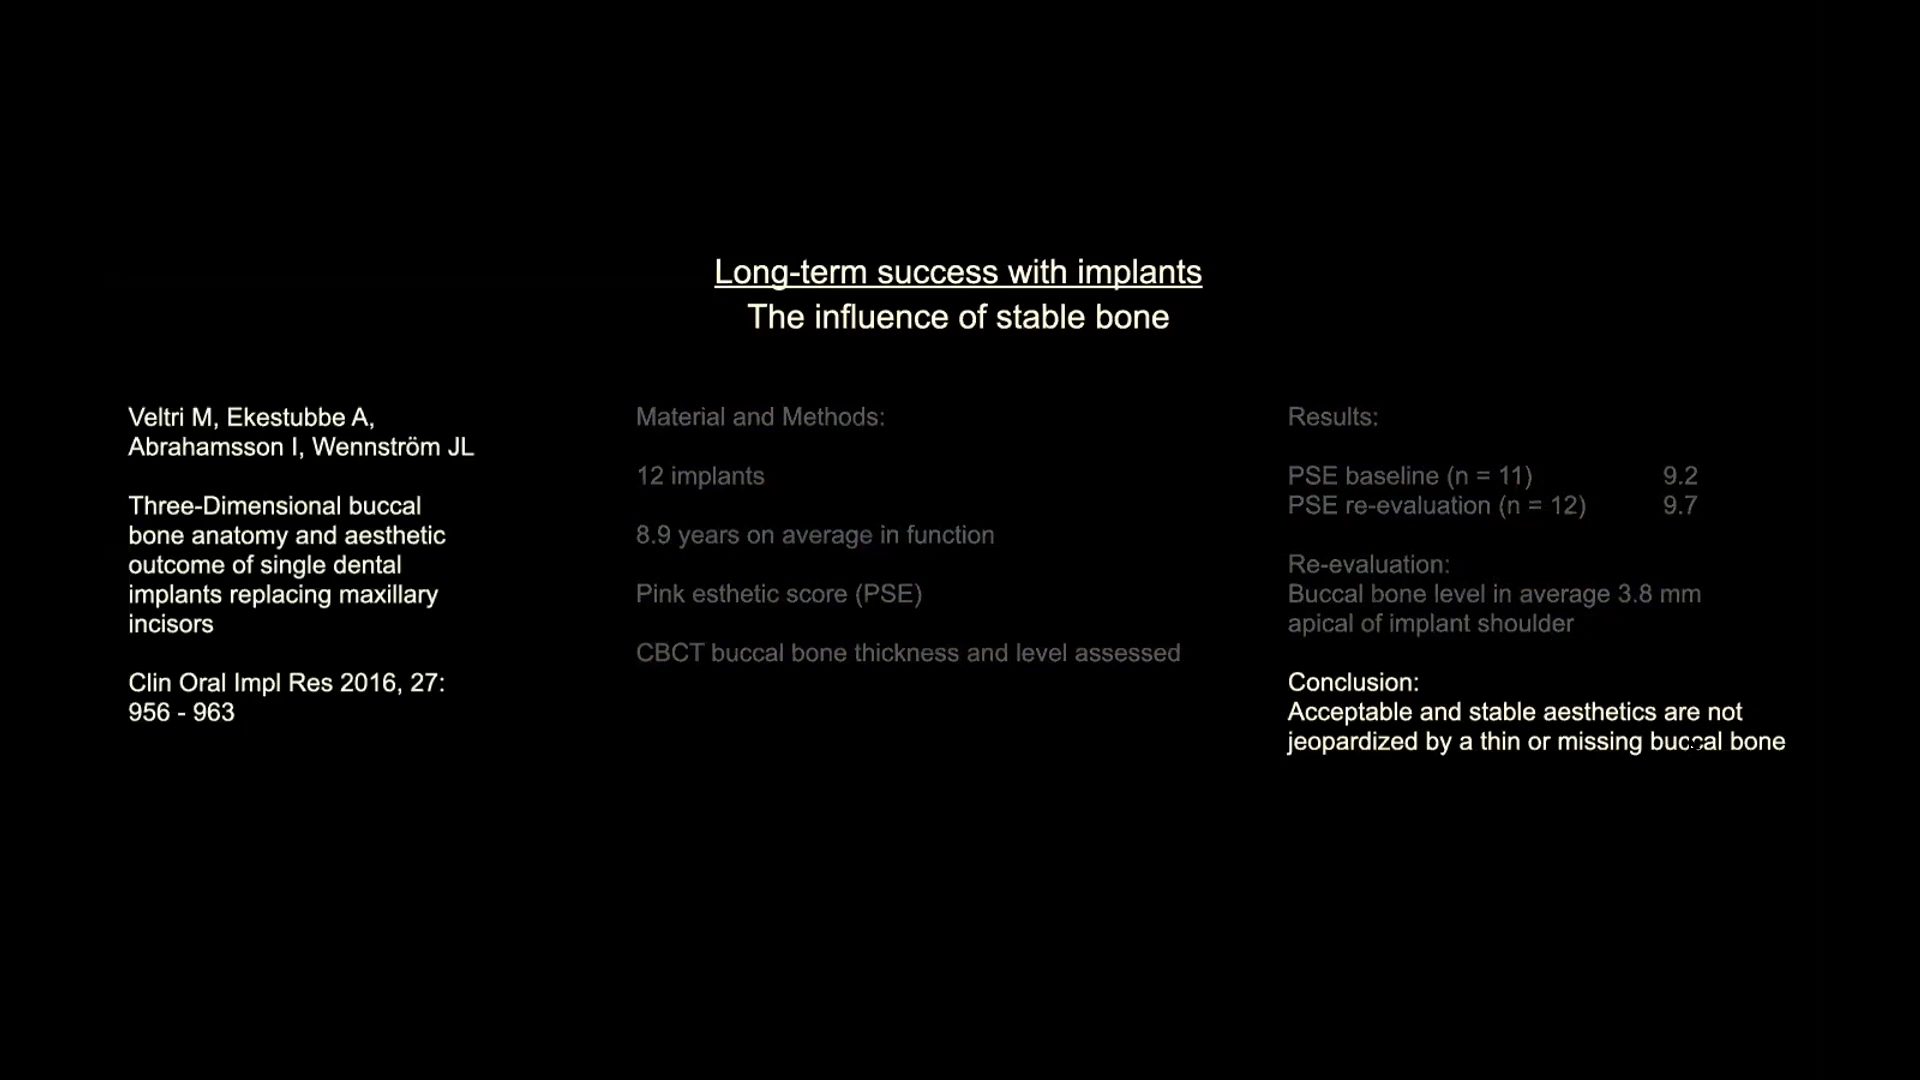 Long-term success with implants
The influence of stable bone
Veltri M, Ekestubbe A,
Abrahamsson I, Wennström JL
Three-Dimensional buccal
bone anatomy and aesthetic
outcome of single dental
implants replacing maxillary
incisors
Clin Oral Impl Res 2016, 27:
956 - 963
Material and Methods:
12 implants
8.9 years on average in function
Pink esthetic score (PSE)
CBCT buccal bone thickness and level assessed
Results:
PSE baseline (n = 11) 9.2
PSE re-evaluation (n = 12) 9.7
Re-evaluation:
Buccal bone level in average 3.8 mm
apical of implant shoulder
Conclusion:
Acceptable and stable aesthetics are not
jeopardized by a thin or missing buccal bone